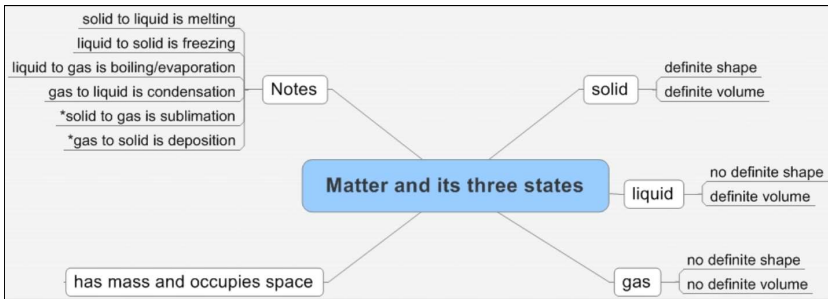 solid to liquid is melting
liquid to solid is freezing
liquid to gas is boiling/evaporation
gas to liquid is condensation
*solid to gas is sublimation
*gas to solid is deposition
Notes
solid
definite shape
definite volume
Matter and its three states
liquid
no definite shape
definite volume
has mass and occupies space
gas
no definite shape
no definite volume